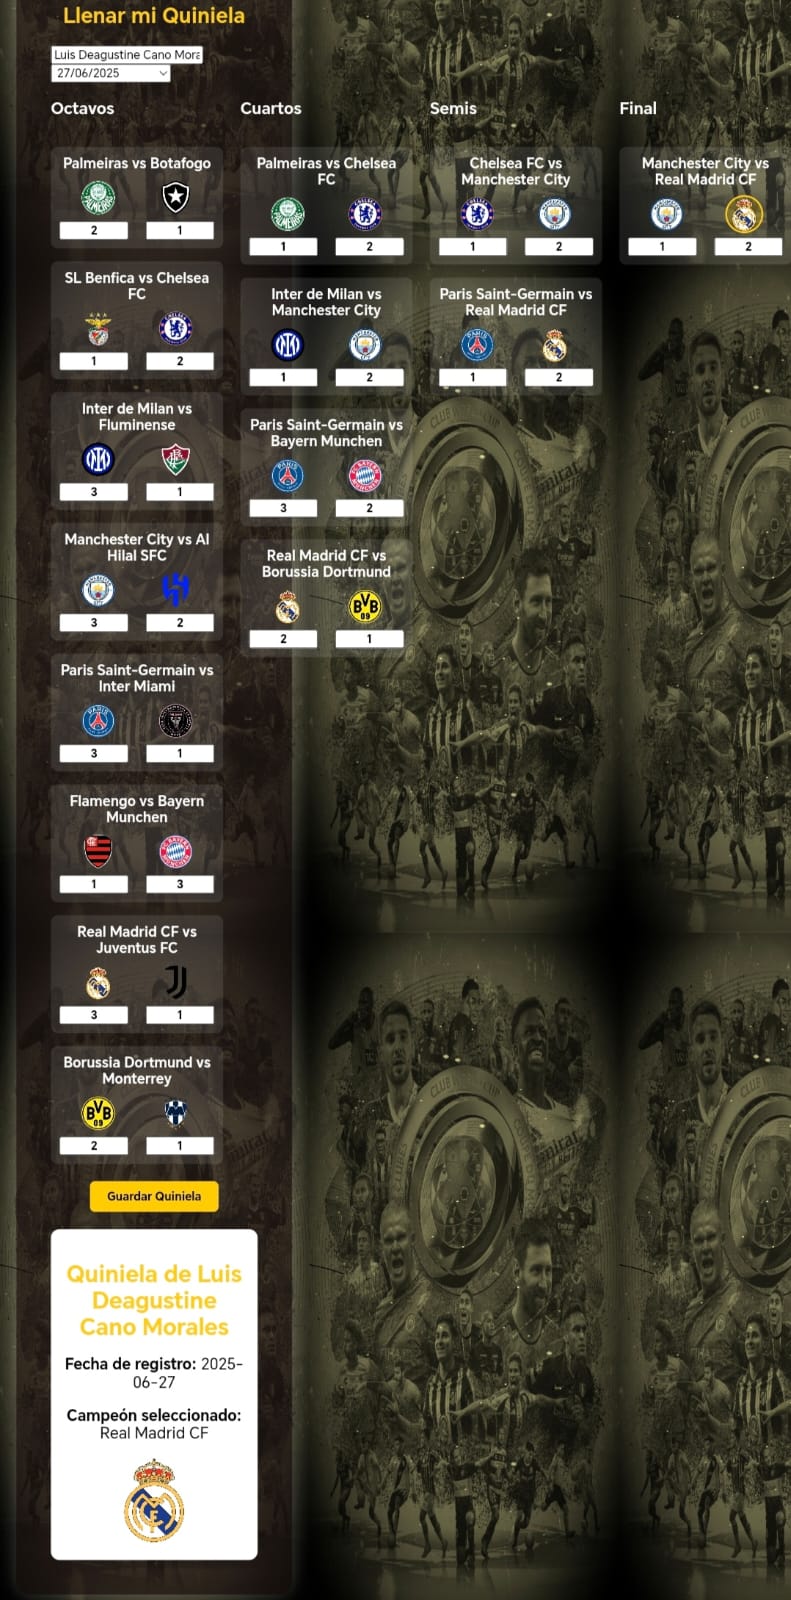 Llenar mi Quiniela
Luis Deagustine Cano Mora
27/06/2025
Octavos
Palmeiras vs Botafogo
2 1
SL Benfica vs Chelsea
FC
1 2
Inter de Milan vs
Fluminense
3 1
Manchester City vs Al
Hilal SFC
3 2
Paris Saint-Germain vs
Inter Miami
3 1
Flamengo vs Bayern
Munchen
1 3
Real Madrid CF vs
Juventus FC
3 1
Borussia Dortmund vs
Monterrey
2 1
Cuartos
Palmeiras vs Chelsea
FC
1 2
Inter de Milan vs
Manchester City
1 2
Paris Saint-Germain vs
Bayern Munchen
3 2
Real Madrid CF vs
Borussia Dortmund
2 1
Semis
Chelsea FC vs
Manchester City
1 2
Paris Saint-Germain vs
Real Madrid CF
1 2
Final
Manchester City vs
Real Madrid CF
1 2
Guardar Quiniela
Quiniela de Luis
Deagustine
Cano Morales
Fecha de registro: 2025-
06-27
Campeón seleccionado:
Real Madrid CF